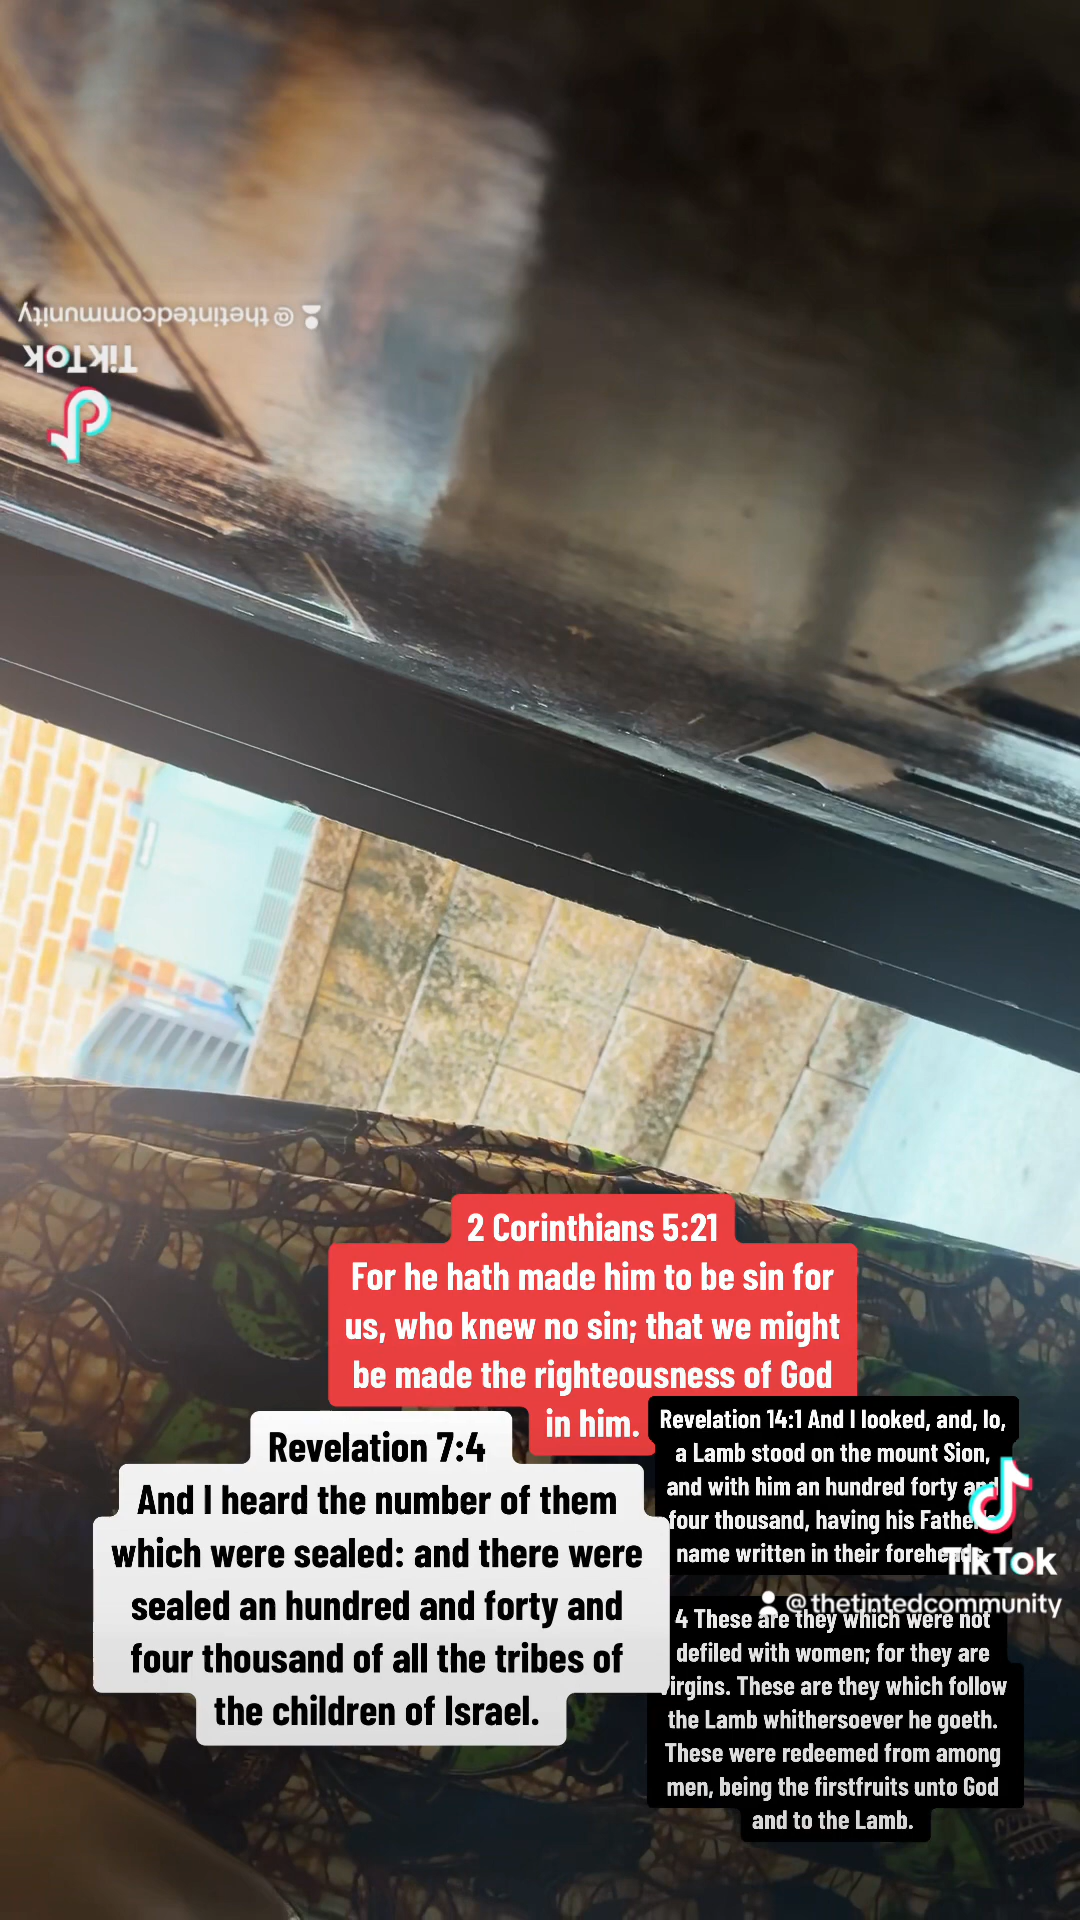 @thetintedcommunity
TikTok
2 Corinthians 5:21
For he hath made him to be sin for
us, who knew no sin; that we might
be made the righteousness of God
in him.
Revelation 7:4
And I heard the number of them
which were sealed: and there were
sealed an hundred and forty and
four thousand of all the tribes of
the children of Israel.
Revelation 14:1 And I looked, and, lo,
a Lamb stood on the mount Sion,
and with him an hundred forty and
four thousand, having his Father's
name written in their foreheads.
TikTok
@thetintedcommunity
4 These are they which were not
defiled with women; for they are
virgins. These are they which follow
the Lamb whithersoever he goeth.
These were redeemed from among
men, being the firstfruits unto God
and to the Lamb.